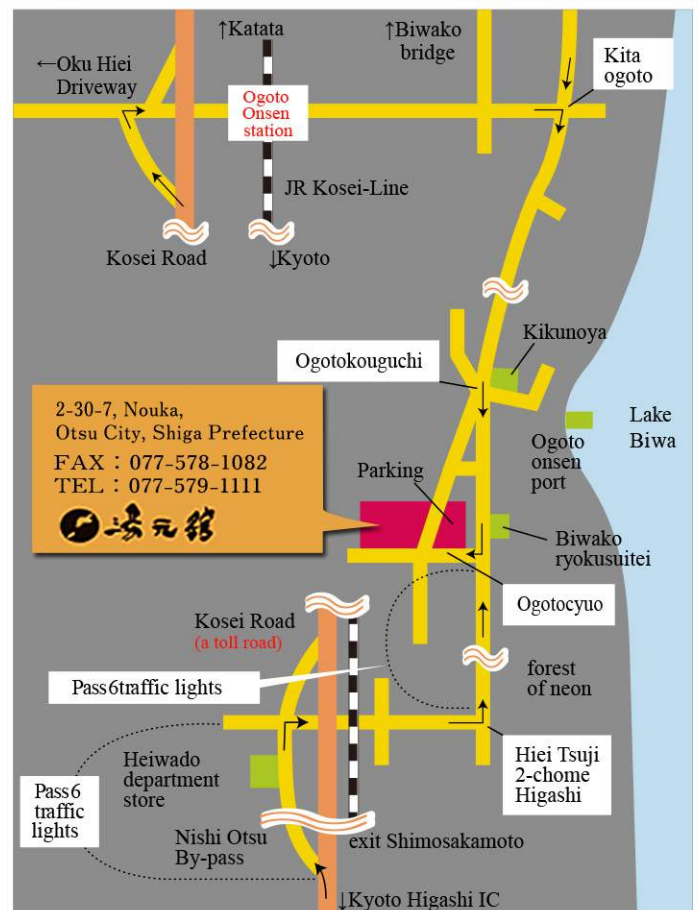 ↑Katata
↑Biwako
bridge
←Oku Hiei
Driveway
Kita
ogoto
Ogoto
Onsen
station
JR Kosei-Line
Kosei Road
↓Kyoto
Kikunoya
Ogotokouguchi
2-30-7, Nouka,
Otsu City, Shiga Prefecture
FAX：077-578-1082
TEL：077-579-1111
湯元舘
Lake
Biwa
Ogoto
onsen
port
Parking
Biwako
ryokusuitei
Ogotocyuo
Kosei Road
(a toll road)
Pass6traffic lights
forest
of neon
Heiwado
department
store
Hiei Tsuji
2-chome
Higashi
Pass6
traffic
lights
Nishi Otsu
By-pass
exit Shimosakamoto
↓Kyoto Higashi IC